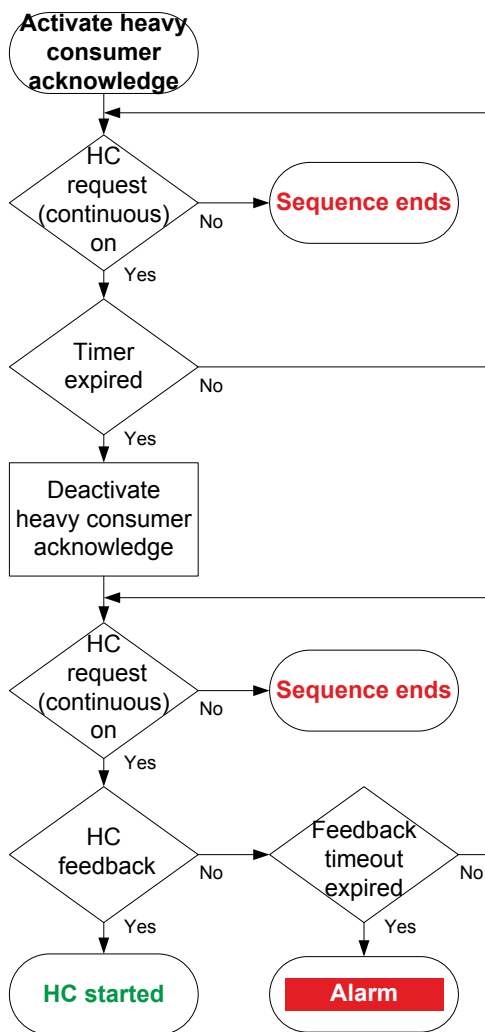 Activate heavy
consumer
acknowledge
HC
request
(continuous)
on
No
Sequence ends
Yes
Timer
expired
No
Yes
Deactivate
heavy consumer
acknowledge
HC
request
(continuous)
on
No
Sequence ends
Yes
HC
feedback
No
Feedback
timeout
expired
No
Yes
Yes
HC started
Alarm